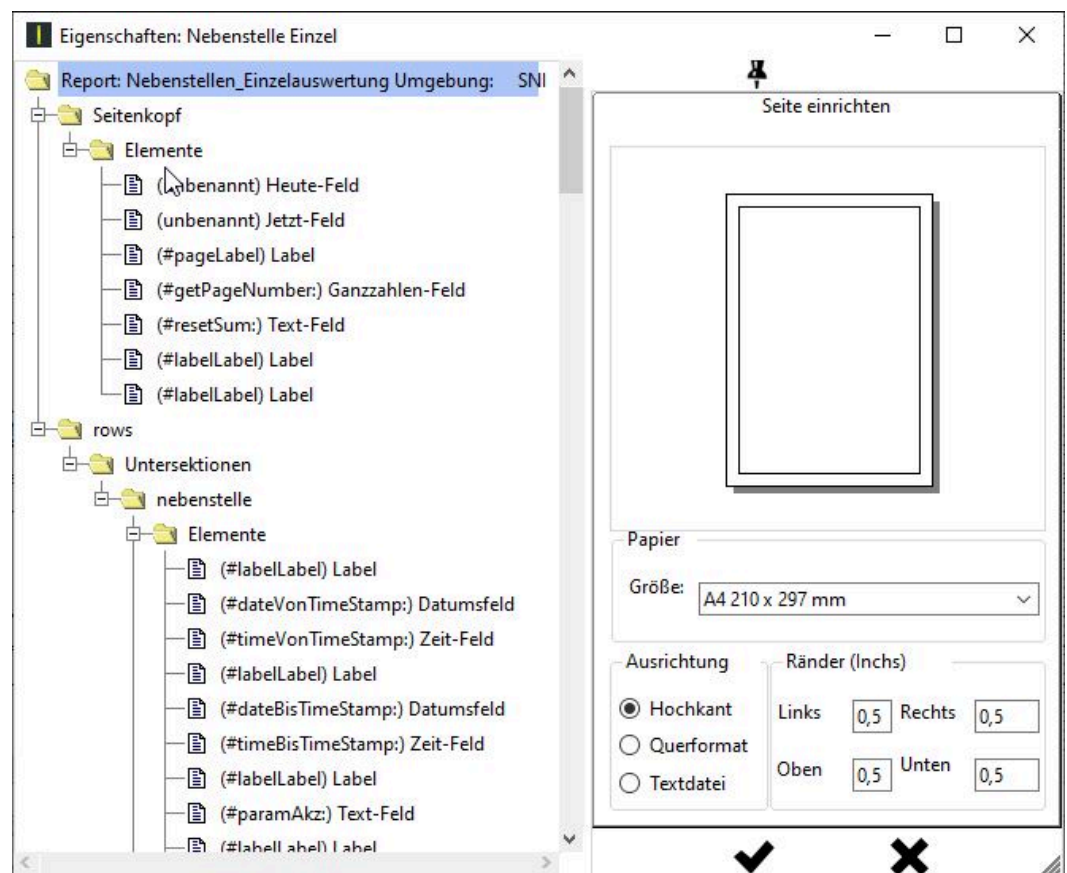 Eigenschaften: Nebenstelle Einzel
Report: Nebenstellen_Einzelauswertung Umgebung: SNI
Seitenkopf
Elemente
benannt) Heute-Feld
(unbenannt) Jetzt-Feld
(#pageLabel) Label
(#getPageNumber:) Ganzzahlen-Feld
(#resetSum:) Text-Feld
(#labelLabel) Label
(#labelLabel) Label
rows
Untersektionen
nebenstelle
Elemente
(#labelLabel) Label
(#dateVonTimeStamp:) Datumsfeld
(#timeVonTimeStamp:) Zeit-Feld
(#labelLabel) Label
(#dateBisTimeStamp:) Datumsfeld
(#timeBisTimeStamp:) Zeit-Feld
(#labelLabel) Label
(#paramAkz:) Text-Feld
(#labelLabel) Label
Seite einrichten
Papier
Größe: A4 210 x 297 mm
Ausrichtung
Hochkant
Querformat
Textdatei
Ränder (Inchs)
Links 0,5 Rechts 0,5
Oben 0,5 Unten 0,5